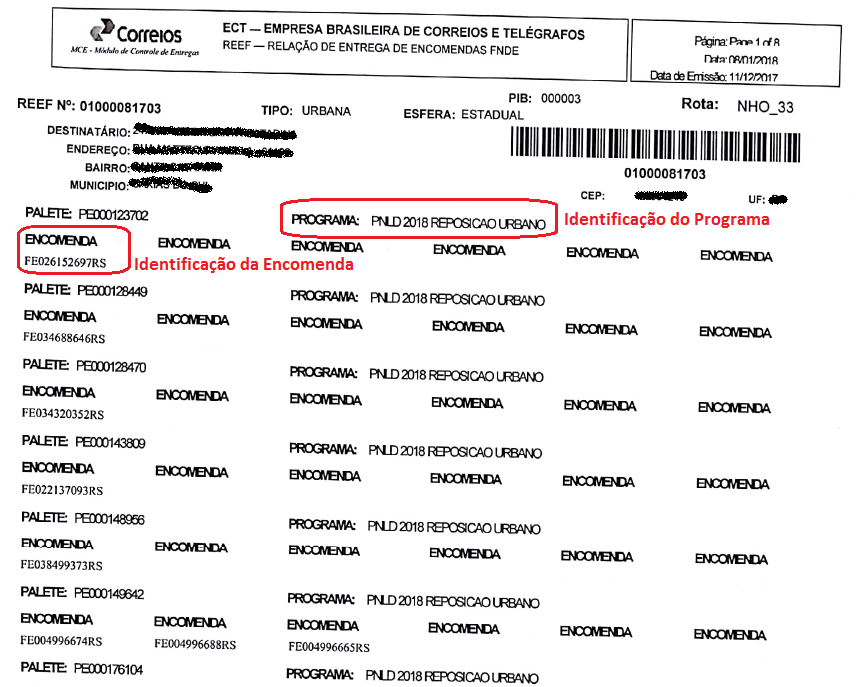 Correios
MCE - Módulo de Controle de Entregas
ECT — EMPRESA BRASILEIRA DE CORREIOS E TELÉGRAFOS
REEF — RELAÇÃO DE ENTREGA DE ENCOMENDAS FNDE
Página: Page 1 of 8
Data: 08/01/2018
Data de Emissão: 11/12/2017
REEF Nº: 01000081703
TIPO: URBANA
PIB: 000003
ESFERA: ESTADUAL
Rota: NHO_33
DESTINATÁRIO:
ENDEREÇO:
BAIRRO:
MUNICIPIO:
01000081703
CEP:
UF:
PALETE: PE000123702
PROGRAMA: PNLD 2018 REPOSICAO URBANO
Identificação do Programa
ENCOMENDA ENCOMENDA ENCOMENDA ENCOMENDA ENCOMENDA ENCOMENDA
FE026152697RS
Identificação da Encomenda
PALETE: PE000128449 PROGRAMA: PNLD 2018 REPOSICAO URBANO
ENCOMENDA ENCOMENDA ENCOMENDA ENCOMENDA ENCOMENDA ENCOMENDA
FE034688646RS
PALETE: PE000128470 PROGRAMA: PNLD 2018 REPOSICAO URBANO
ENCOMENDA ENCOMENDA ENCOMENDA ENCOMENDA ENCOMENDA ENCOMENDA
FE034320352RS
PALETE: PE000143809 PROGRAMA: PNLD 2018 REPOSICAO URBANO
ENCOMENDA ENCOMENDA ENCOMENDA ENCOMENDA ENCOMENDA ENCOMENDA
FE022137093RS
PALETE: PE000148956 PROGRAMA: PNLD 2018 REPOSICAO URBANO
ENCOMENDA ENCOMENDA ENCOMENDA ENCOMENDA ENCOMENDA ENCOMENDA
FE038499373RS
PALETE: PE000149642 PROGRAMA: PNLD 2018 REPOSICAO URBANO
ENCOMENDA ENCOMENDA ENCOMENDA ENCOMENDA ENCOMENDA ENCOMENDA
FE004996674RS FE004996688RS FE004996665RS
PALETE: PE000176104 PROGRAMA: PNLD 2018 REPOSICAO URBANO